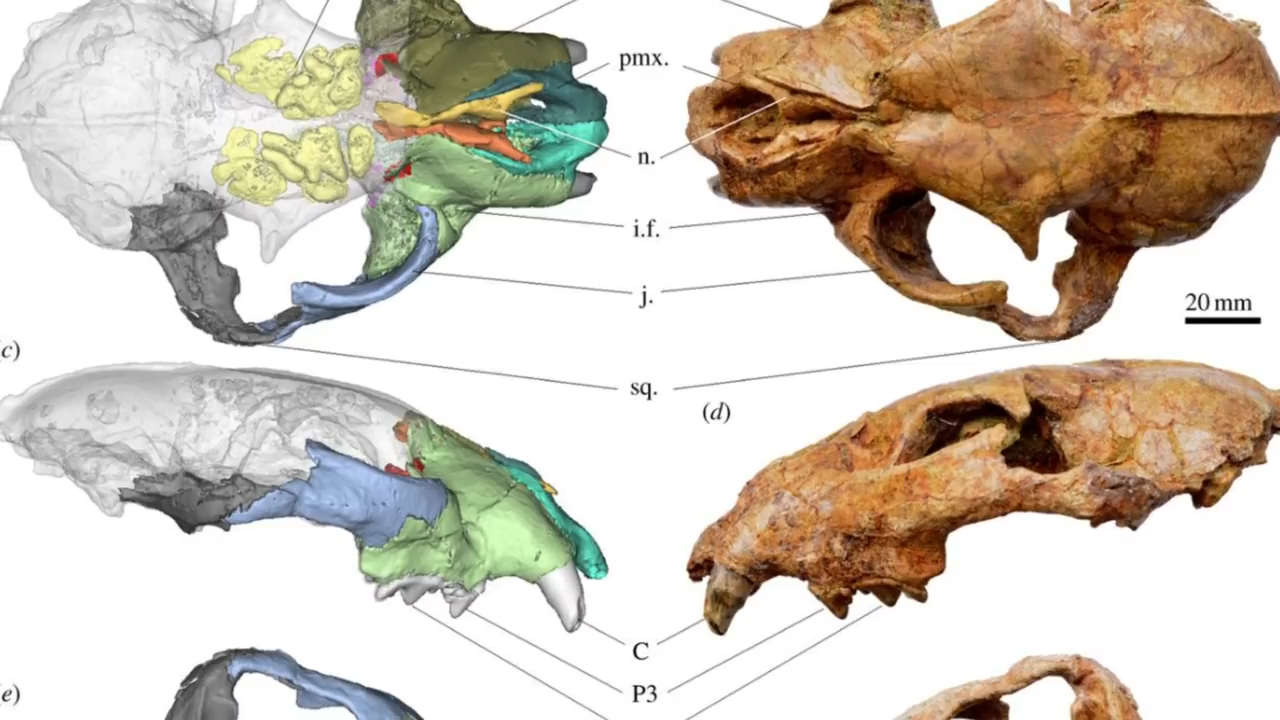 pmx.
n.
i.f.
j.
20 mm
(c)
sq.
(d)
C
(e)
P3